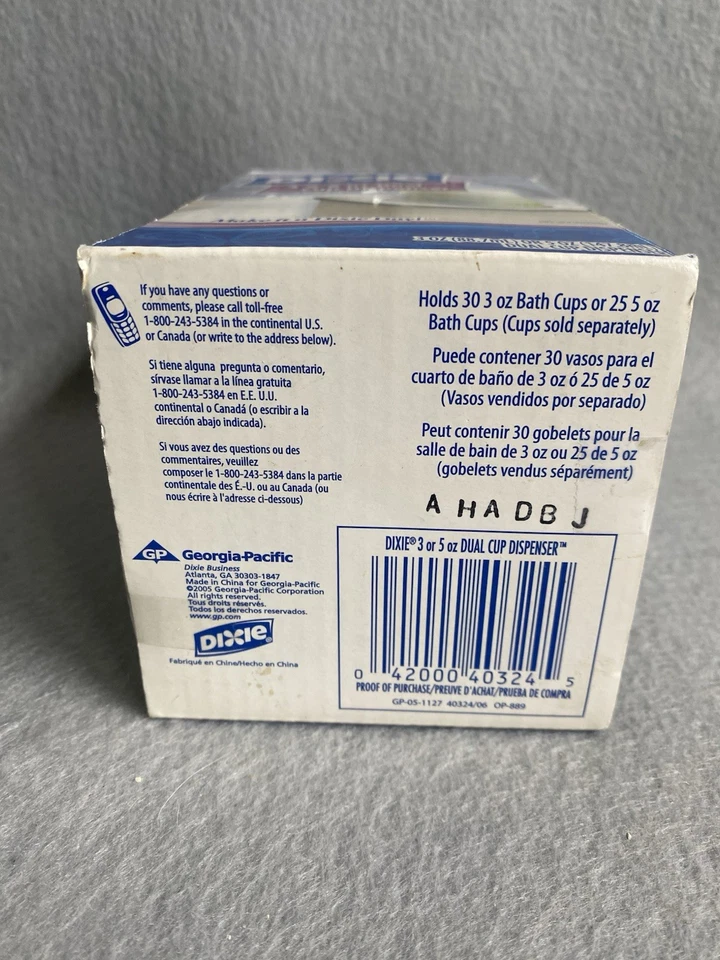 Make it a Dixie Day!
If you have any questions or
comments, please call toll-free
1-800-243-5384 in the continental U.S.
or Canada (or write to the address below).
Si tiene alguna pregunta o comentario,
sírvase llamar a la línea gratuita
1-800-243-5384 en E.E. U.U.
continental o Canadá (o escribir a la
dirección abajo indicada).
Si vous avez des questions ou des
commentaires, veuillez
composer le 1-800-243-5384 dans la partie
continentale des É.-U. ou au Canada (ou
nous écrire à l'adresse ci-dessous)
Holds 30 3 oz Bath Cups or 25 5 oz
Bath Cups (Cups sold separately)
Puede contener 30 vasos para el
cuarto de baño de 3 oz ó 25 de 5 oz
(Vasos vendidos por separado)
Peut contenir 30 gobelets pour la
salle de bain de 3 oz ou 25 de 5 oz
(gobelets vendus séparément)
A HA DB J
GP Georgia-Pacific
Dixie Business
Atlanta, GA 30303-1847
Made in China for Georgia-Pacific
©2005 Georgia-Pacific Corporation
All rights reserved.
Tous droits réservés.
Todos los derechos reservados.
www.gp.com
DIXIE®
Fabriqué en Chine/Hecho en China
DIXIE® 3 or 5 oz DUAL CUP DISPENSER™
0 42000 40324 5
PROOF OF PURCHASE/PREUVE D'ACHAT/PRUEBA DE COMPRA
GP-05-1127 40324/06 OP-889